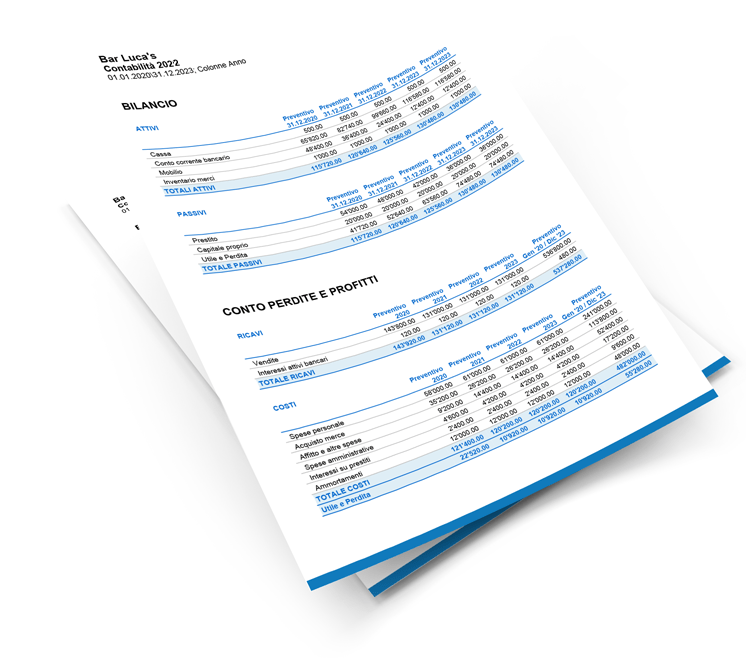 Bar Luca's
Contabilità 2022
01.01.2020\31.12.2023, Colonne Anno
BILANCIO
ATTIVI Preventivo Preventivo Preventivo Preventivo Preventivo
31.12.2020 31.12.2021 31.12.2022 31.12.2023 31.12.2023
Cassa 500.00 500.00 500.00 500.00 500.00
Conto corrente bancario 65'820.00 82'740.00 99'660.00 116'580.00 116'580.00
Mobilio 48'400.00 36'400.00 24'400.00 12'400.00 12'400.00
Inventario merci 1'000.00 1'000.00 1'000.00 1'000.00 1'000.00
TOTALI ATTIVI 115'720.00 120'640.00 125'560.00 130'480.00 130'480.00
PASSIVI Preventivo Preventivo Preventivo Preventivo Preventivo
31.12.2020 31.12.2021 31.12.2022 31.12.2023 31.12.2023
Prestito 54'000.00 48'000.00 42'000.00 36'000.00 36'000.00
Capitale proprio 20'000.00 20'000.00 20'000.00 20'000.00 20'000.00
Utile e Perdita 41'720.00 52'640.00 63'560.00 74'480.00 74'480.00
TOTALE PASSIVI 115'720.00 120'640.00 125'560.00 130'480.00 130'480.00
CONTO PERDITE E PROFITTI
RICAVI Preventivo Preventivo Preventivo Preventivo Preventivo
2020 2021 2022 2023 Gen '20 / Dic '23
Vendite 143'800.00 131'000.00 131'000.00 131'000.00 536'800.00
Interessi attivi bancari 120.00 120.00 120.00 120.00 480.00
TOTALE RICAVI 143'920.00 131'120.00 131'120.00 131'120.00 537'280.00
COSTI Preventivo Preventivo Preventivo Preventivo Preventivo
2020 2021 2022 2023 Gen '20 / Dic '23
Spese personale 58'000.00 61'000.00 61'000.00 61'000.00 241'000.00
Acquisto merce 35'200.00 26'200.00 26'200.00 26'200.00 113'800.00
Affitto e altre spese 9'200.00 14'400.00 14'400.00 14'400.00 52'400.00
Spese amministrative 4'600.00 4'200.00 4'200.00 4'200.00 17'200.00
Interessi su prestiti 2'400.00 2'400.00 2'400.00 2'400.00 9'600.00
Ammortamenti 12'000.00 12'000.00 12'000.00 12'000.00 48'000.00
TOTALE COSTI 121'400.00 120'200.00 120'200.00 120'200.00 482'000.00
Utile e Perdita 22'520.00 10'920.00 10'920.00 10'920.00 55'280.00